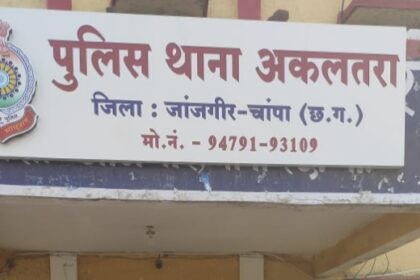 पुलिस थाना अकलतरा
जिला : जांजगीर-चांपा (छ.ग.)
मो.नं. - 94791-93109